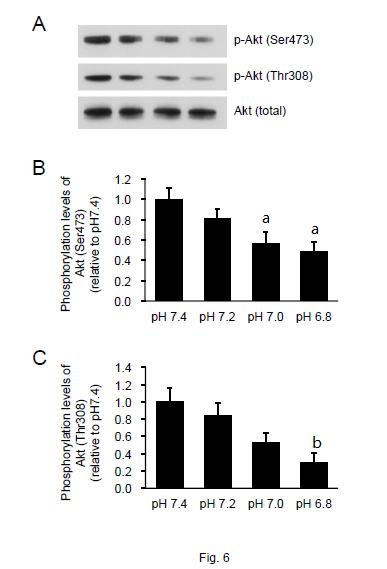 A
p-Akt (Ser473)
p-Akt (Thr308)
Akt (total)
B
Phosphorylation levels of
Akt (Ser473)
(relative to pH7.4)
1.2
1.0
0.8
0.6
0.4
0.2
0.0
a
a
pH 7.4 pH 7.2 pH 7.0 pH 6.8
C
Phosphorylation levels of
Akt (Thr308)
(relative to pH7.4)
1.4
1.2
1.0
0.8
0.6
0.4
0.2
0.0
b
pH 7.4 pH 7.2 pH 7.0 pH 6.8
Fig. 6